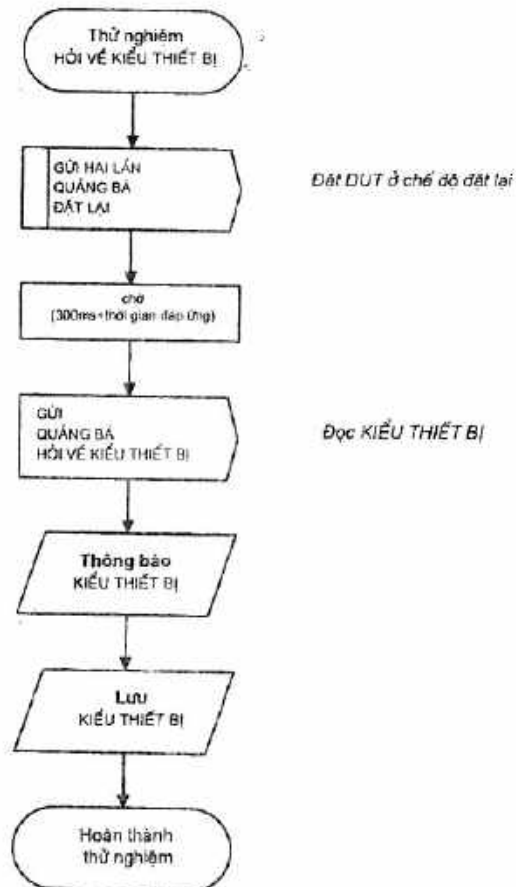 Thử nghiệm
HỎI VỀ KIỂU THIẾT BỊ
GỬI HAI LẦN
QUẢNG BÁ
ĐẶT LẠI
Đặt DUT ở chế độ đặt lại
chờ
(300ms+thời gian đáp ứng)
GỬI
QUẢNG BÁ
HỎI VỀ KIỂU THIẾT BỊ
Đọc KIỂU THIẾT BỊ
Thông báo
KIỂU THIẾT BỊ
Lưu
KIỂU THIẾT BỊ
Hoàn thành
thử nghiệm